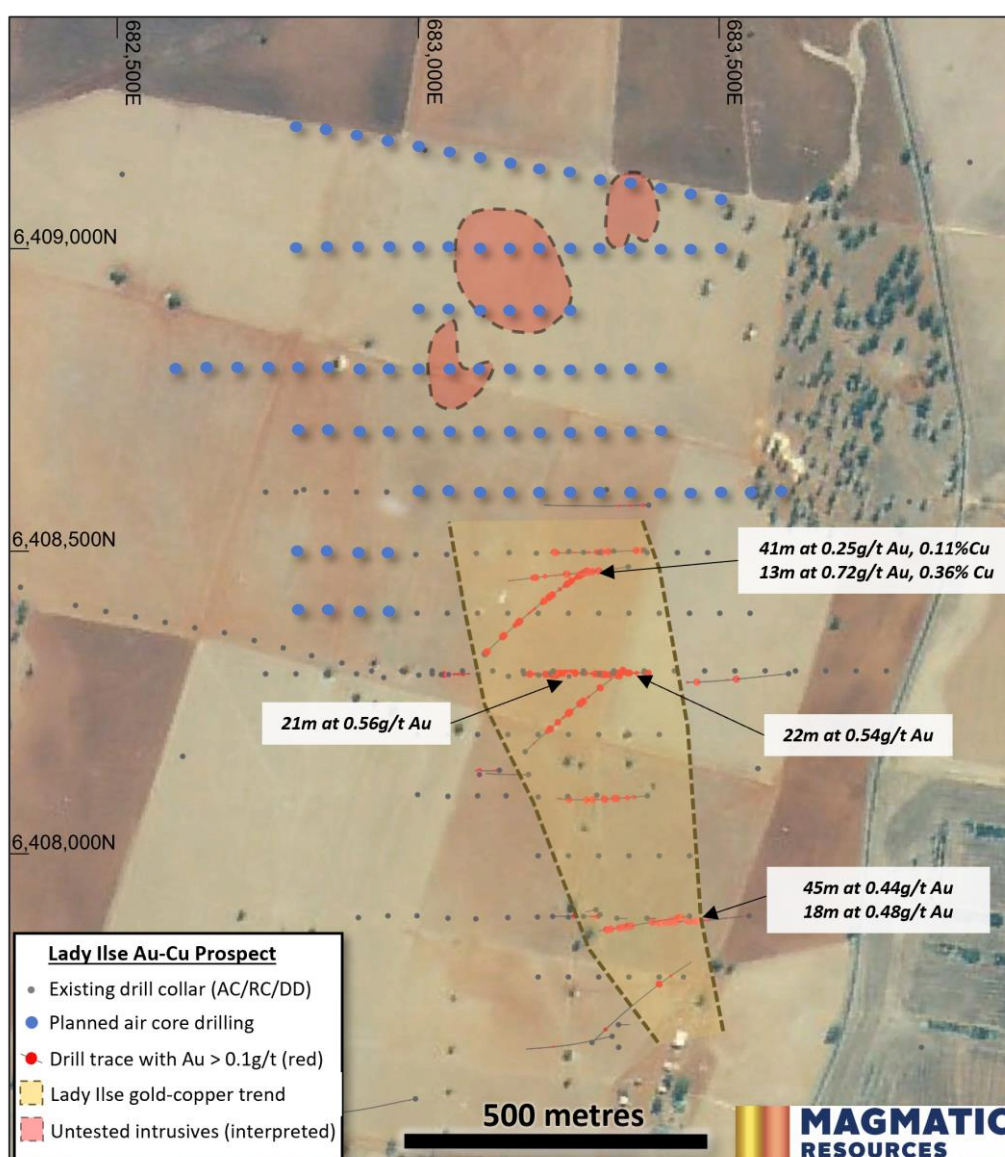 682,500E
683,000E
683,500E
6,409,000N
6,408,500N
41m at 0.25g/t Au, 0.11%Cu
13m at 0.72g/t Au, 0.36% Cu
21m at 0.56g/t Au
22m at 0.54g/t Au
6,408,000N
45m at 0.44g/t Au
18m at 0.48g/t Au
Lady Ilse Au-Cu Prospect
Existing drill collar (AC/RC/DD)
Planned air core drilling
Drill trace with Au > 0.1g/t (red)
Lady Ilse gold-copper trend
Untested intrusives (interpreted)
500 metres
MAGMATIC
RESOURCES